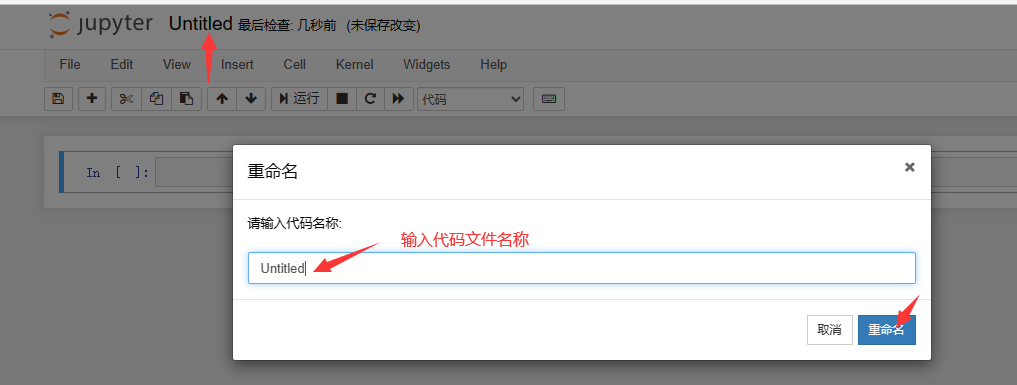 jupyter Untitled 最后检查: 几秒前 (未保存改变)
File Edit View Insert Cell Kernel Widgets Help
运行 代码
In [ ]:
重命名
请输入代码名称:
输入代码文件名称
Untitled
取消 重命名